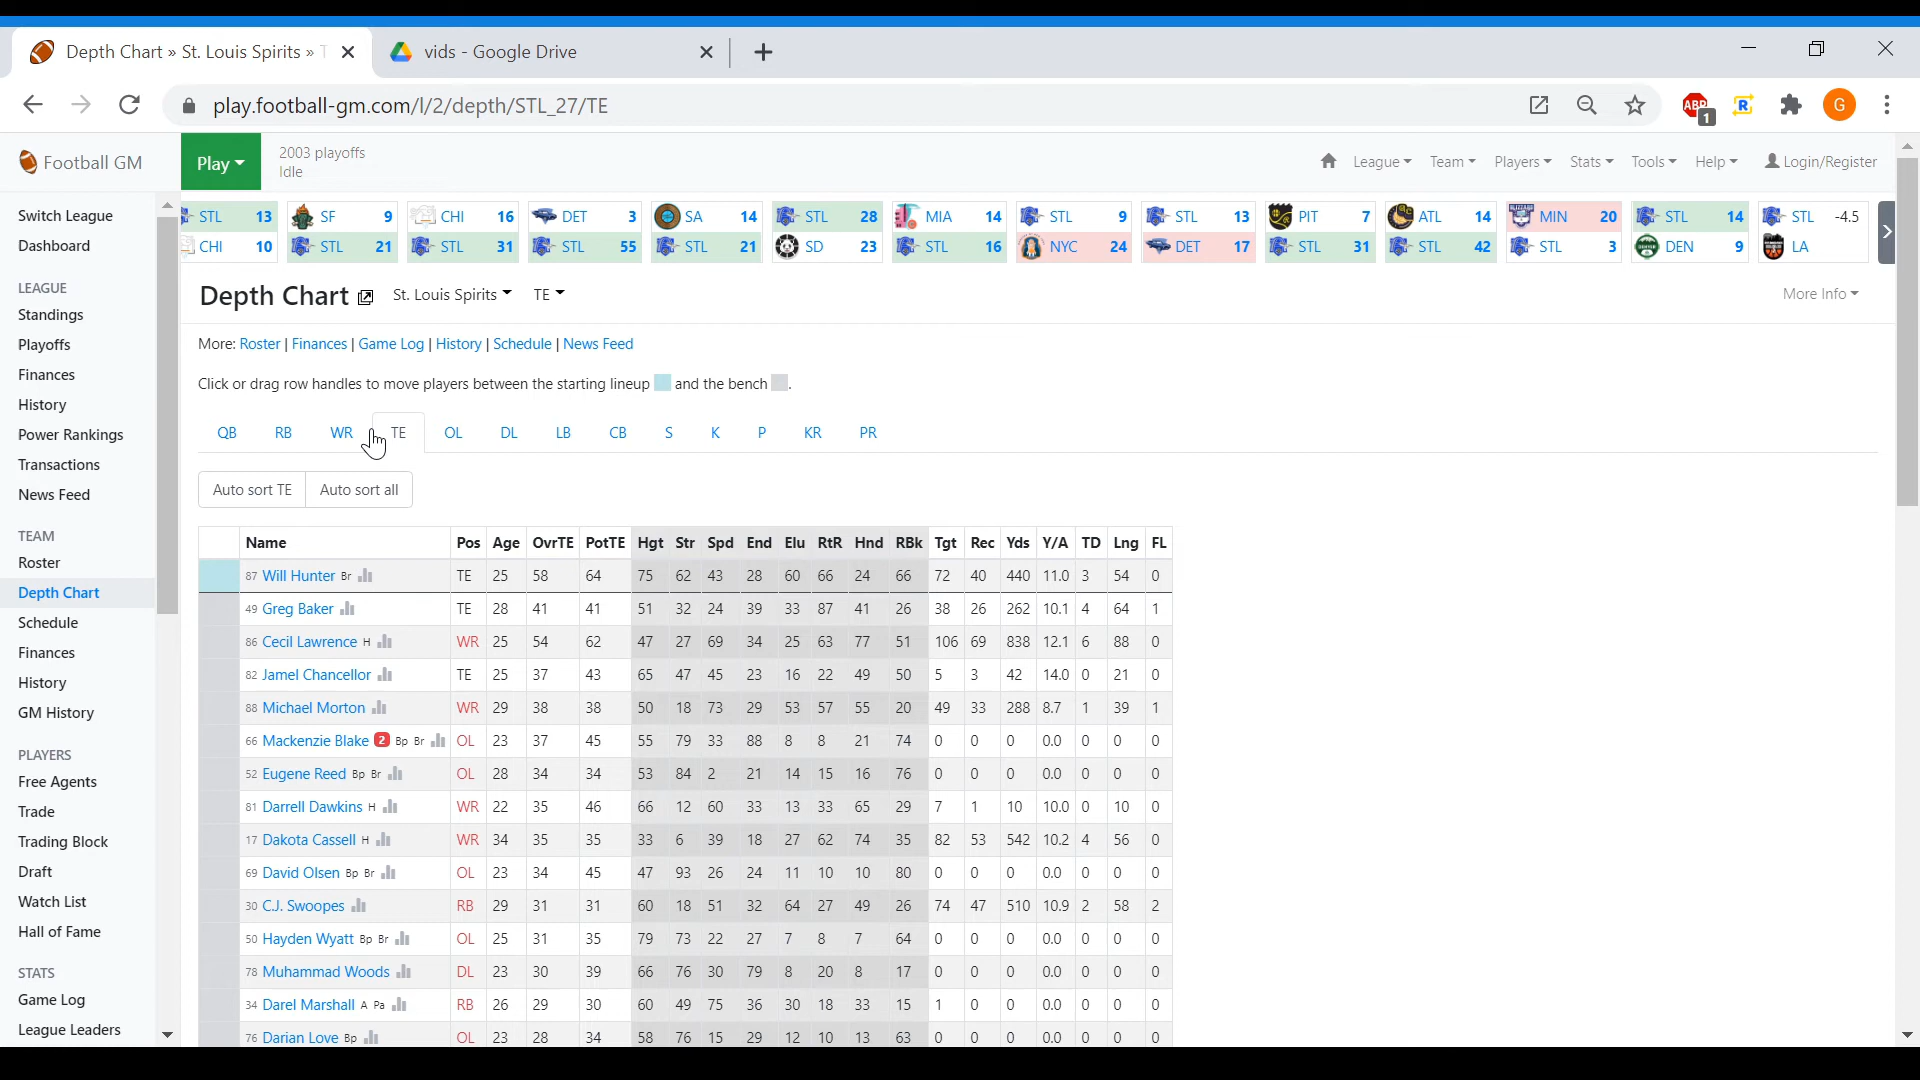 Depth Chart » St. Louis Spirits »
vids - Google Drive
play.football-gm.com/l/2/depth/STL_27/TE
ABP 1 R G
Football GM
Play
2003 playoffs
Idle
League Team Players Stats Tools Help Login/Register
STL 13 SF 9 CHI 16 DET 3 SA 14 STL 28 MIA 14 STL 9 STL 13 PIT 7 ATL 14 MIN 20 STL 14 STL -4.5
CHI 10 STL 21 STL 31 STL 55 STL 21 SD 23 STL 16 NYC 24 DET 17 STL 31 STL 42 STL 3 DEN 9 LA
Switch League
Dashboard
LEAGUE
Standings
Playoffs
Finances
History
Power Rankings
Transactions
News Feed
TEAM
Roster
Depth Chart
Schedule
Finances
History
GM History
PLAYERS
Free Agents
Trade
Trading Block
Draft
Watch List
Hall of Fame
STATS
Game Log
League Leaders
Depth Chart St. Louis Spirits TE More Info
More: Roster | Finances | Game Log | History | Schedule | News Feed
Click or drag row handles to move players between the starting lineup and the bench .
QB RB WR TE OL DL LB CB S K P KR PR
Auto sort TE Auto sort all
Name Pos Age OvrTE PotTE Hgt Str Spd End Elu RtR Hnd RBk Tgt Rec Yds Y/A TD Lng FL
87 Will Hunter Br TE 25 58 64 75 62 43 28 60 66 24 66 72 40 440 11.0 3 54 0
49 Greg Baker TE 28 41 41 51 32 24 39 33 87 41 26 38 26 262 10.1 4 64 1
86 Cecil Lawrence H WR 25 54 62 47 27 69 34 25 63 77 51 106 69 838 12.1 6 88 0
82 Jamel Chancellor TE 25 37 43 65 47 45 23 16 22 49 50 5 3 42 14.0 0 21 0
88 Michael Morton WR 29 38 38 50 18 73 29 53 57 55 20 49 33 288 8.7 1 39 1
66 Mackenzie Blake 2 Bp Br OL 23 37 45 55 79 33 88 8 8 21 74 0 0 0 0.0 0 0 0
52 Eugene Reed Bp Br OL 28 34 34 53 84 2 21 14 15 16 76 0 0 0 0.0 0 0 0
81 Darrell Dawkins H WR 22 35 46 66 12 60 33 13 33 65 29 7 1 10 10.0 0 10 0
17 Dakota Cassell H WR 34 35 35 33 6 39 18 27 62 74 35 82 53 542 10.2 4 56 0
69 David Olsen Bp Br OL 23 34 45 47 93 26 24 11 10 10 80 0 0 0 0.0 0 0 0
30 C.J. Swoopes RB 29 31 31 60 18 51 32 64 27 49 26 74 47 510 10.9 2 58 2
50 Hayden Wyatt Bp Br OL 25 31 35 79 73 22 27 7 8 7 64 0 0 0 0.0 0 0 0
78 Muhammad Woods DL 23 30 39 66 76 30 79 8 20 8 17 0 0 0 0.0 0 0 0
34 Darel Marshall A Pa RB 26 29 30 60 49 75 36 30 18 33 15 1 0 0 0.0 0 0 0
76 Darian Love Bp OL 23 28 34 58 76 15 29 12 10 13 63 0 0 0 0.0 0 0 0